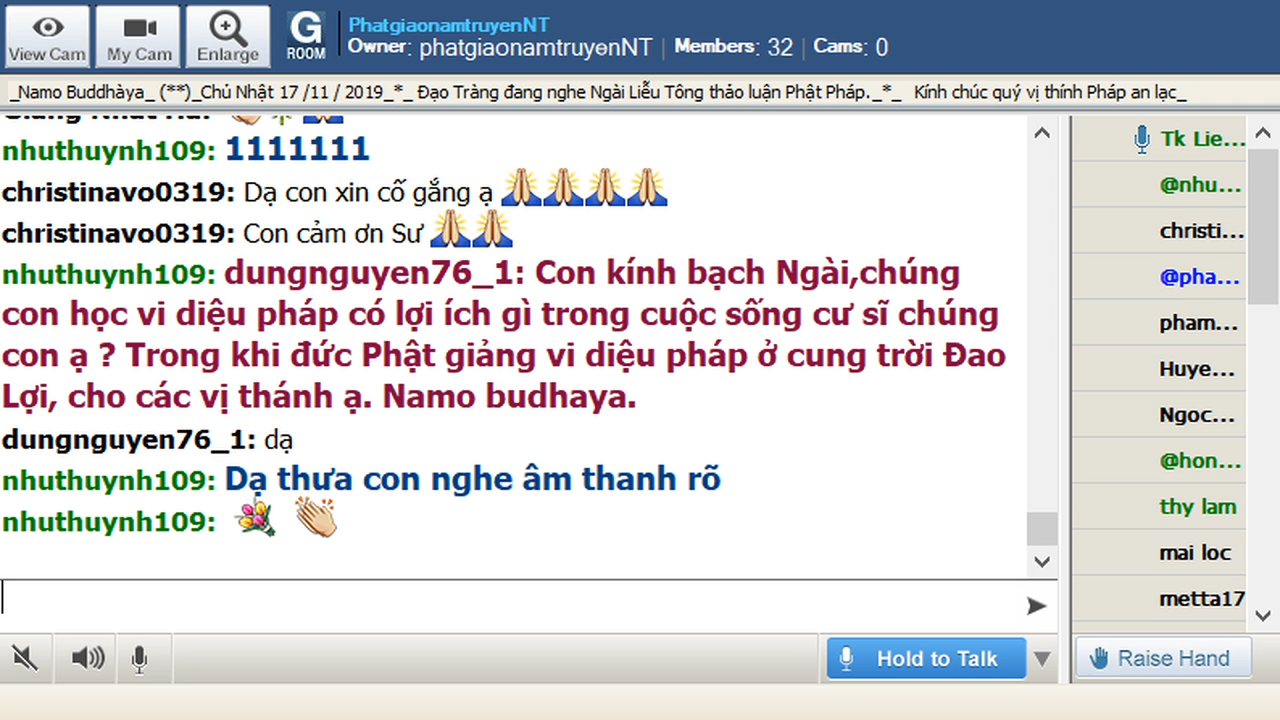 View Cam
My Cam
Enlarge
G
ROOM
PhatgiaonamtruyenNT
Owner: phatgiaonamtruyenNT | Members: 32 | Cams: 0
_Namo Buddhàya_ (**)_Chủ Nhật 17 /11 / 2019_*_ Đạo Tràng đang nghe Ngài Liễu Tông thảo luận Phật Pháp._*_ Kính chúc quý vị thính Pháp an lạc_
nhuthuynh109: 1111111
christinavo0319: Dạ con xin cố gắng ạ
christinavo0319: Con cảm ơn Sư
nhuthuynh109: dungnguyen76_1: Con kính bạch Ngài,chúng
con học vi diệu pháp có lợi ích gì trong cuộc sống cư sĩ chúng
con ạ ? Trong khi đức Phật giảng vi diệu pháp ở cung trời Đao
Lợi, cho các vị thánh ạ. Namo budhaya.
dungnguyen76_1: dạ
nhuthuynh109: Dạ thưa con nghe âm thanh rõ
nhuthuynh109:
Tk Lie...
@nhu...
christi...
@pha...
pham...
Huye...
Ngoc...
@hon...
thy lam
mai loc
metta17
Hold to Talk
Raise Hand